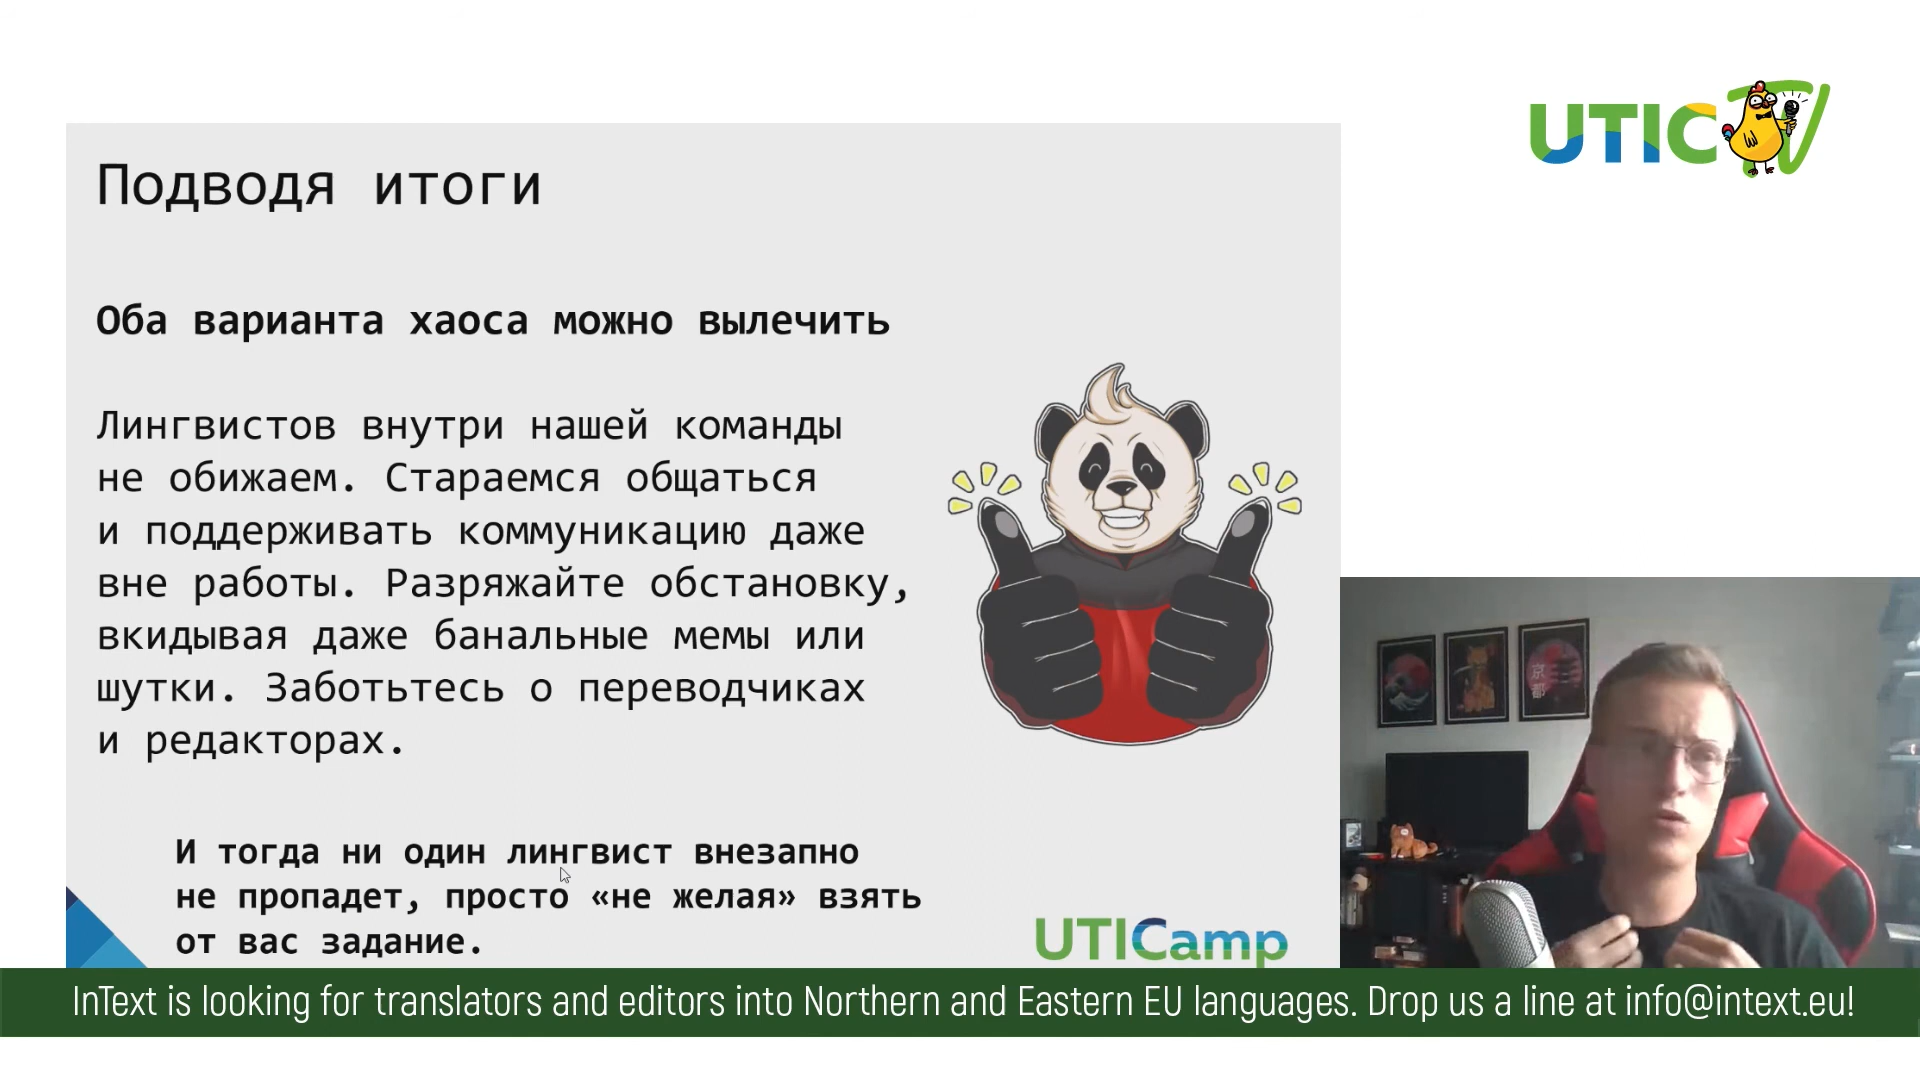 UTIC TV
Подводя итоги
Оба варианта хаоса можно вылечить
Лингвистов внутри нашей команды
не обижаем. Стараемся общаться
и поддерживать коммуникацию даже
вне работы. Разряжайте обстановку,
вкидывая даже банальные мемы или
шутки. Заботьтесь о переводчиках
и редакторах.
И тогда ни один лингвист внезапно
не пропадет, просто «не желая» взять
от вас задание.
UTICamp
京都
InText is looking for translators and editors into Northern and Eastern EU languages. Drop us a line at info@intext.eu!